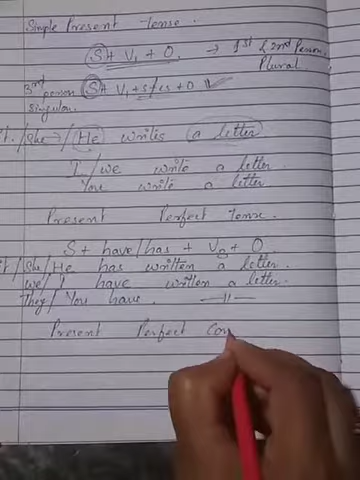 Simple Present Tense.
S + V1 + O → 1st & 2nd Person
Plural.
3rd person S + V1 + s/es + O
Singular
It/She/He writes a letter
I/we write a letter.
You write a letter
Present Perfect tense.
S + have/has + V3 + O
it/She/He has written a letter.
we/I have written a letter.
They/You have. —||—
Present Perfect Con